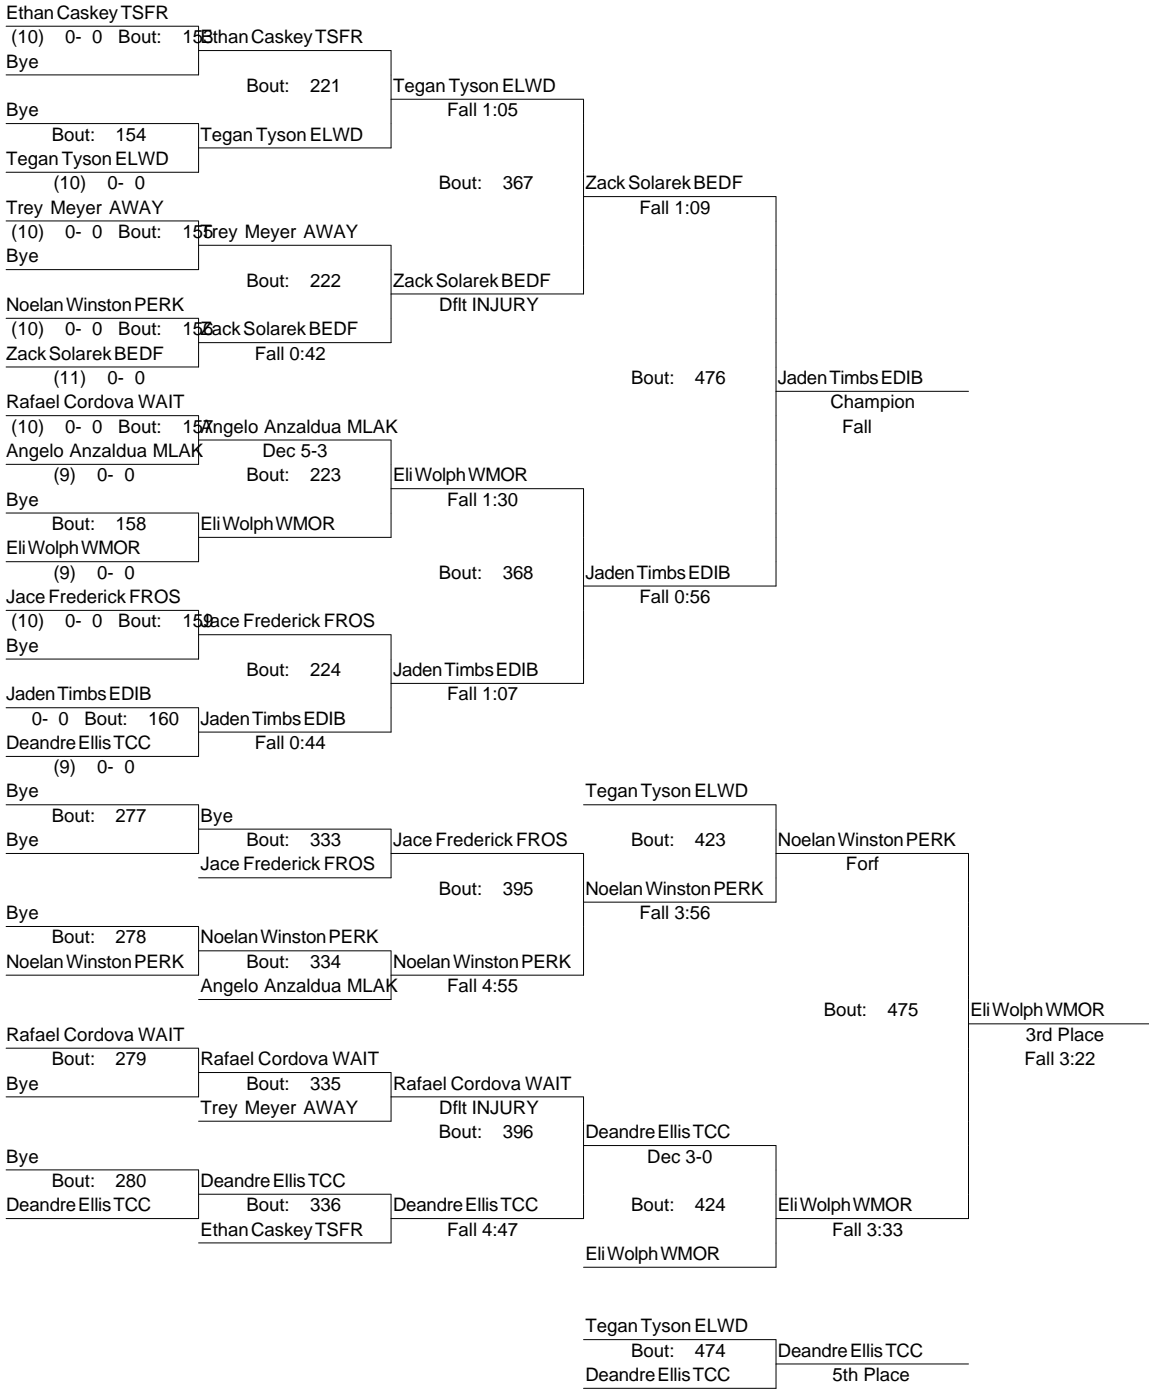 Ethan Caskey TSFR
(10) 0- 0 Bout: 153 Ethan Caskey TSFR
Bye
Bout: 221 Tegan Tyson ELWD
Bye Fall 1:05
Bout: 154 Tegan Tyson ELWD
Tegan Tyson ELWD
(10) 0- 0 Bout: 367 Zack Solarek BEDF
Trey Meyer AWAY Fall 1:09
(10) 0- 0 Bout: 155 Trey Meyer AWAY
Bye
Bout: 222 Zack Solarek BEDF
Noelan Winston PERK Dflt INJURY
(10) 0- 0 Bout: 156 Zack Solarek BEDF
Zack Solarek BEDF Fall 0:42
(11) 0- 0 Bout: 476 Jaden Timbs EDIB
Rafael Cordova WAIT Champion
(10) 0- 0 Bout: 157 Angelo Anzaldua MLAK Fall
Angelo Anzaldua MLAK Dec 5-3
(9) 0- 0 Bout: 223 Eli Wolph WMOR
Bye Fall 1:30
Bout: 158 Eli Wolph WMOR
Eli Wolph WMOR
(9) 0- 0 Bout: 368 Jaden Timbs EDIB
Jace Frederick FROS Fall 0:56
(10) 0- 0 Bout: 159 Jace Frederick FROS
Bye
Bout: 224 Jaden Timbs EDIB
Jaden Timbs EDIB Fall 1:07
0- 0 Bout: 160 Jaden Timbs EDIB
Deandre Ellis TCC Fall 0:44
(9) 0- 0
Bye Tegan Tyson ELWD
Bout: 277 Bye
Bye Bout: 333 Jace Frederick FROS Bout: 423 Noelan Winston PERK
Jace Frederick FROS Forf
Bout: 395 Noelan Winston PERK
Bye Fall 3:56
Bout: 278 Noelan Winston PERK
Noelan Winston PERK Bout: 334 Noelan Winston PERK
Angelo Anzaldua MLAK Fall 4:55
Bout: 475 Eli Wolph WMOR
Rafael Cordova WAIT 3rd Place
Bout: 279 Rafael Cordova WAIT Fall 3:22
Bye Bout: 335 Rafael Cordova WAIT
Trey Meyer AWAY Dflt INJURY
Bout: 396 Deandre Ellis TCC
Bye Dec 3-0
Bout: 280 Deandre Ellis TCC
Deandre Ellis TCC Bout: 336 Deandre Ellis TCC Bout: 424 Eli Wolph WMOR
Ethan Caskey TSFR Fall 4:47 Fall 3:33
Eli Wolph WMOR
Tegan Tyson ELWD
Bout: 474 Deandre Ellis TCC
Deandre Ellis TCC 5th Place